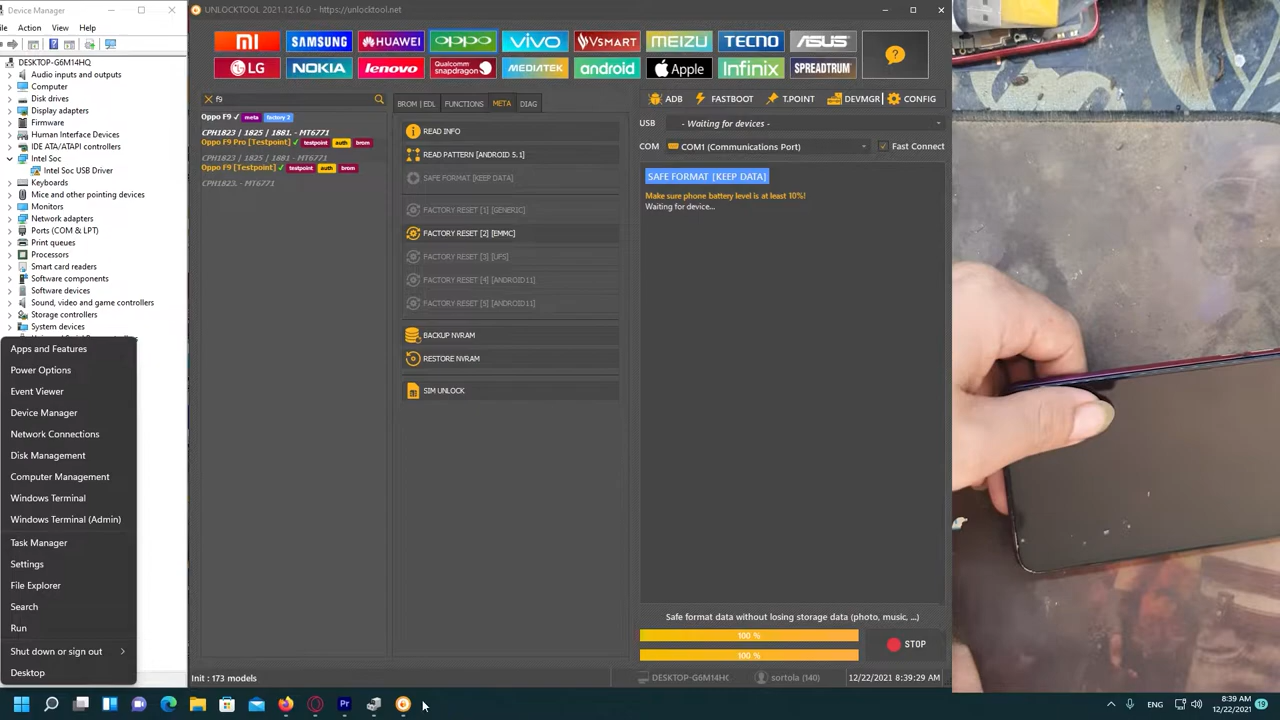 Device Manager
File
Action
View
Help
DESKTOP-G6M14HQ
Audio inputs and outputs
Computer
Disk drives
Display adapters
Firmware
Human Interface Devices
IDE ATA/ATAPI controllers
Intel Soc
Intel Soc USB Driver
Keyboards
Mice and other pointing devices
Monitors
Network adapters
Ports (COM & LPT)
Print queues
Processors
Smart card readers
Software components
Software devices
Sound, video and game controllers
Storage controllers
System devices
Apps and Features
Power Options
Event Viewer
Device Manager
Network Connections
Disk Management
Computer Management
Windows Terminal
Windows Terminal (Admin)
Task Manager
Settings
File Explorer
Search
Run
Shut down or sign out
Desktop
UNLOCKTOOL 2021.12.16.0 - https://unlocktool.net
MI SAMSUNG HUAWEI OPPO VIVO VSMART MEIZU TECNO ASUS
LG NOKIA lenovo Qualcomm snapdragon MEDIATEK android Apple Infinix SPREADTRUM
f9
Oppo F9 ✓ meta factory 2
CPH1823 / 1825 / 1881. - MT6771
Oppo F9 Pro [Testpoint] ✓ testpoint auth brom
CPH1823 / 1825 / 1881 - MT6771
Oppo F9 [Testpoint] ✓ testpoint auth brom
CPH1823. - MT6771
BROM | EDL FUNCTIONS META DIAG
READ INFO
READ PATTERN [ANDROID 5.1]
SAFE FORMAT [KEEP DATA]
FACTORY RESET [1] [GENERIC]
FACTORY RESET [2] [EMMC]
FACTORY RESET [3] [UFS]
FACTORY RESET [4] [ANDROID11]
FACTORY RESET [5] [ANDROID11]
BACKUP NVRAM
RESTORE NVRAM
SIM UNLOCK
ADB FASTBOOT T.POINT DEVMGR CONFIG
USB - Waiting for devices -
COM COM1 (Communications Port) Fast Connect
SAFE FORMAT [KEEP DATA]
Make sure phone battery level is at least 10%!
Waiting for device...
Safe format data without losing storage data (photo, music, ...)
100 %
100 %
STOP
Init : 173 models
DESKTOP-G6M14HQ
sortola (140)
12/22/2021 8:39:29 AM
ENG
8:39 AM
12/22/2021
19